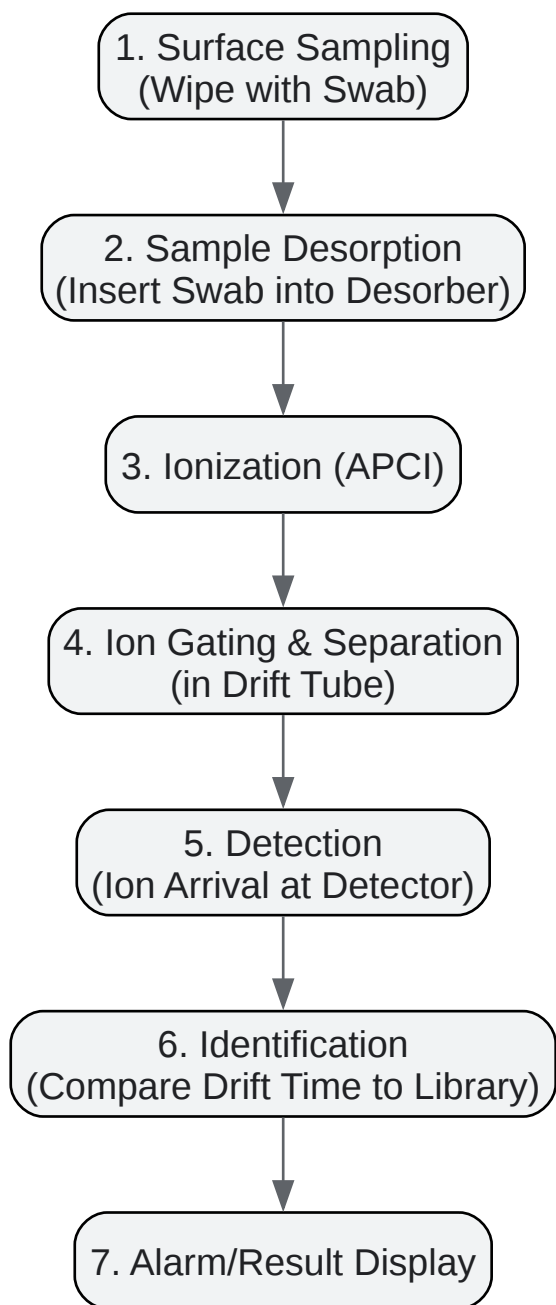 1. Surface Sampling
(Wipe with Swab)
2. Sample Desorption
(Insert Swab into Desorber)
3. Ionization (APCI)
4. Ion Gating & Separation
(in Drift Tube)
5. Detection
(Ion Arrival at Detector)
6. Identification
(Compare Drift Time to Library)
7. Alarm/Result Display